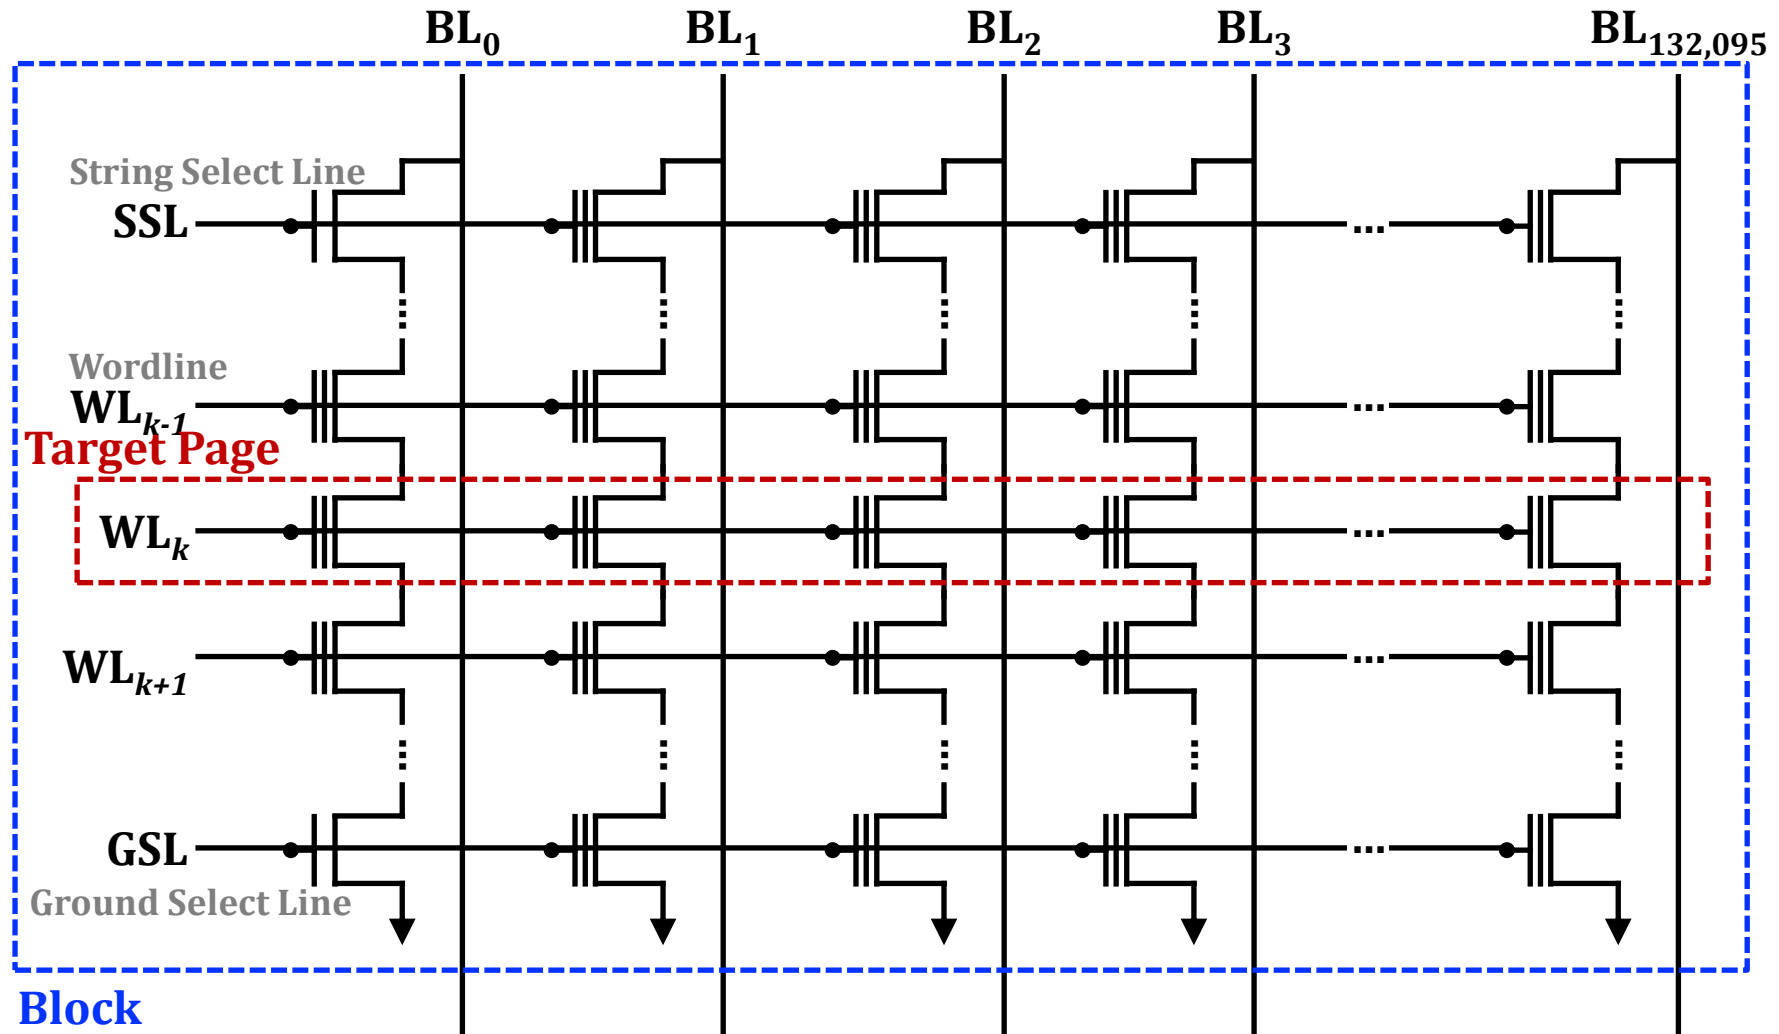 BL₀ BL₁ BL₂ BL₃ BL₁₃₂,₀₉₅
String Select Line
SSL ...
Wordline
WLₖ₋₁ ...
Target Page
WLₖ ...
WLₖ₊₁ ...
GSL ...
Ground Select Line
Block